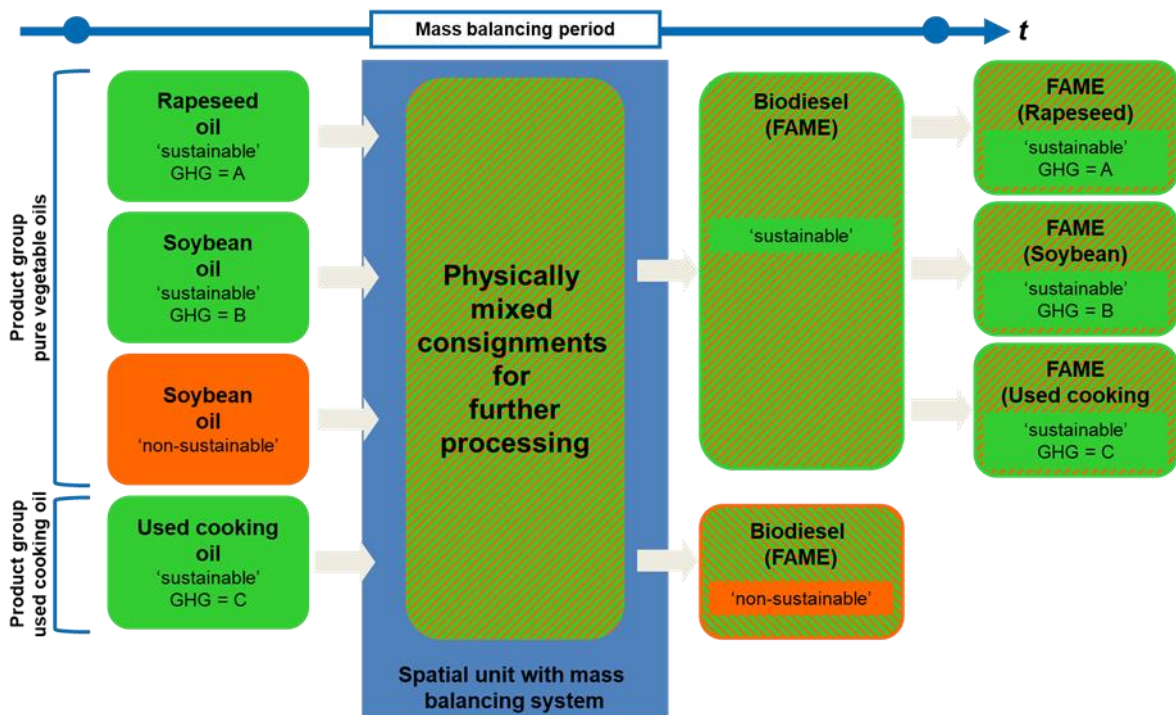 Mass balancing period
t
Product group
pure vegetable oils
Rapeseed
oil
‘sustainable’
GHG = A
Soybean
oil
‘sustainable’
GHG = B
Soybean
oil
‘non-sustainable’
Product group
used cooking oil
Used cooking
oil
‘sustainable’
GHG = C
Physically
mixed
consignments
for
further
processing
Spatial unit with mass
balancing system
Biodiesel
(FAME)
‘sustainable’
Biodiesel
(FAME)
‘non-sustainable’
FAME
(Rapeseed)
‘sustainable’
GHG = A
FAME
(Soybean)
‘sustainable’
GHG = B
FAME
(Used cooking
‘sustainable’
GHG = C